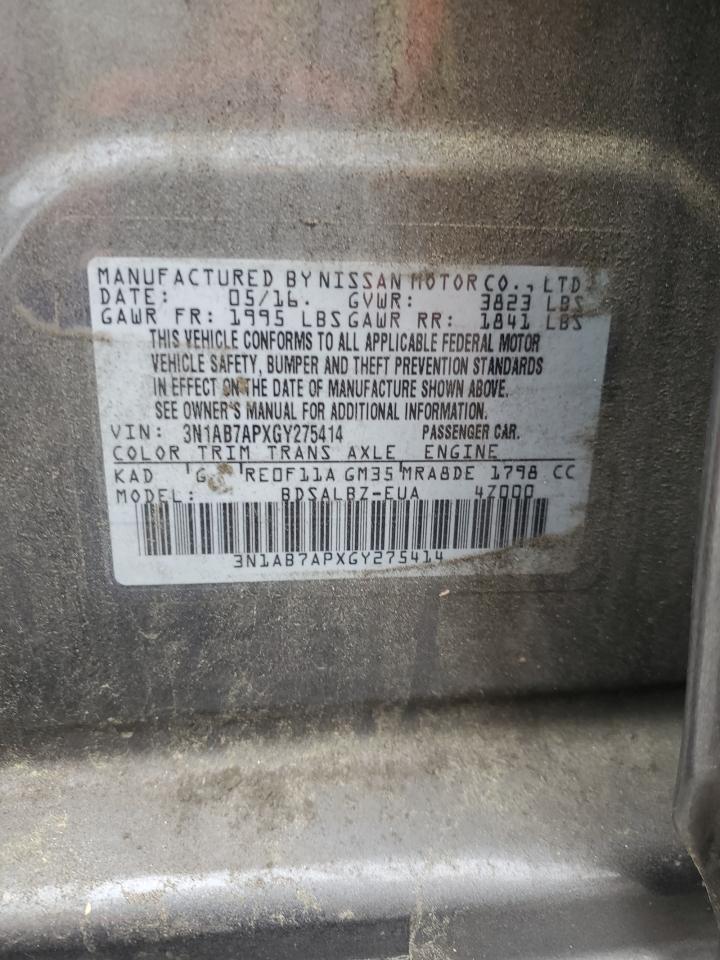 MANUFACTURED BY NISSAN MOTOR CO., LTD
DATE: 05/16. GVWR: 3823 LBS
GAWR FR: 1995 LBS GAWR RR: 1841 LBS
THIS VEHICLE CONFORMS TO ALL APPLICABLE FEDERAL MOTOR
VEHICLE SAFETY, BUMPER AND THEFT PREVENTION STANDARDS
IN EFFECT ON THE DATE OF MANUFACTURE SHOWN ABOVE.
SEE OWNER'S MANUAL FOR ADDITIONAL INFORMATION.
VIN: 3N1AB7APXGY275414 PASSENGER CAR.
COLOR TRIM TRANS AXLE ENGINE
KAD G RE0F11A GM35 MRA8DE 1798 CC
MODEL: BDSALBZ-EUA 4Z000
3N1AB7APXGY275414